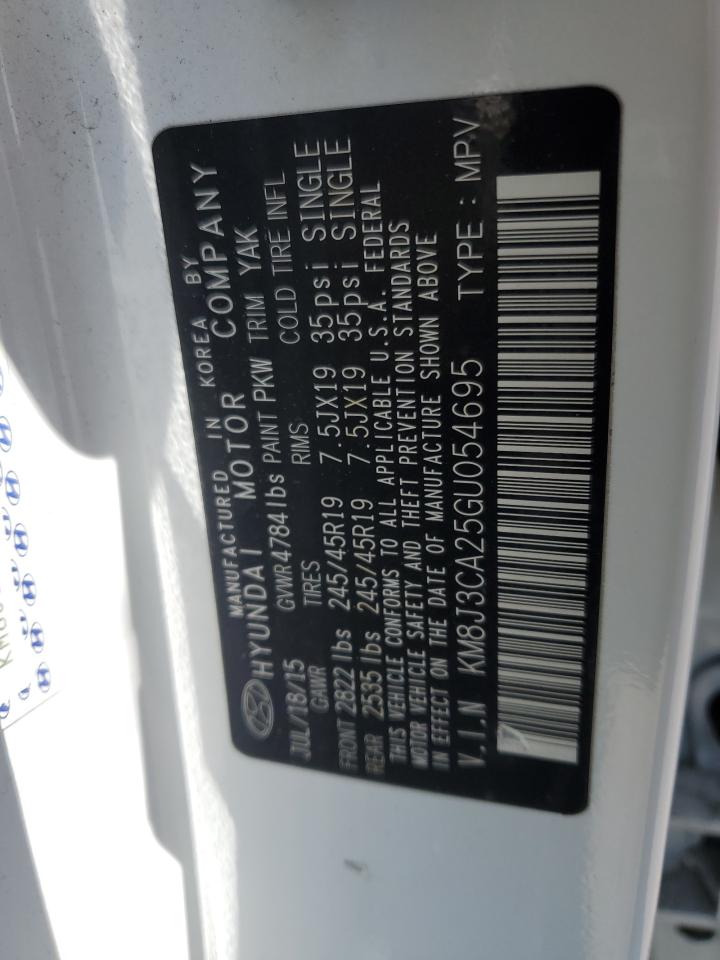 MANUFACTURED IN KOREA BY
HYUNDAI MOTOR COMPANY
JUL/18/15 GVWR 4784 lbs PAINT PKW TRIM YAK
GAWR TIRES RIMS COLD TIRE INFL
FRONT 2822 lbs 245/45R19 7.5JX19 35psi SINGLE
REAR 2535 lbs 245/45R19 7.5JX19 35psi SINGLE
THIS VEHICLE CONFORMS TO ALL APPLICABLE U.S.A. FEDERAL
MOTOR VEHICLE SAFETY AND THEFT PREVENTION STANDARDS
IN EFFECT ON THE DATE OF MANUFACTURE SHOWN ABOVE
V.I.N KM8J3CA25GU054695 TYPE : MPV